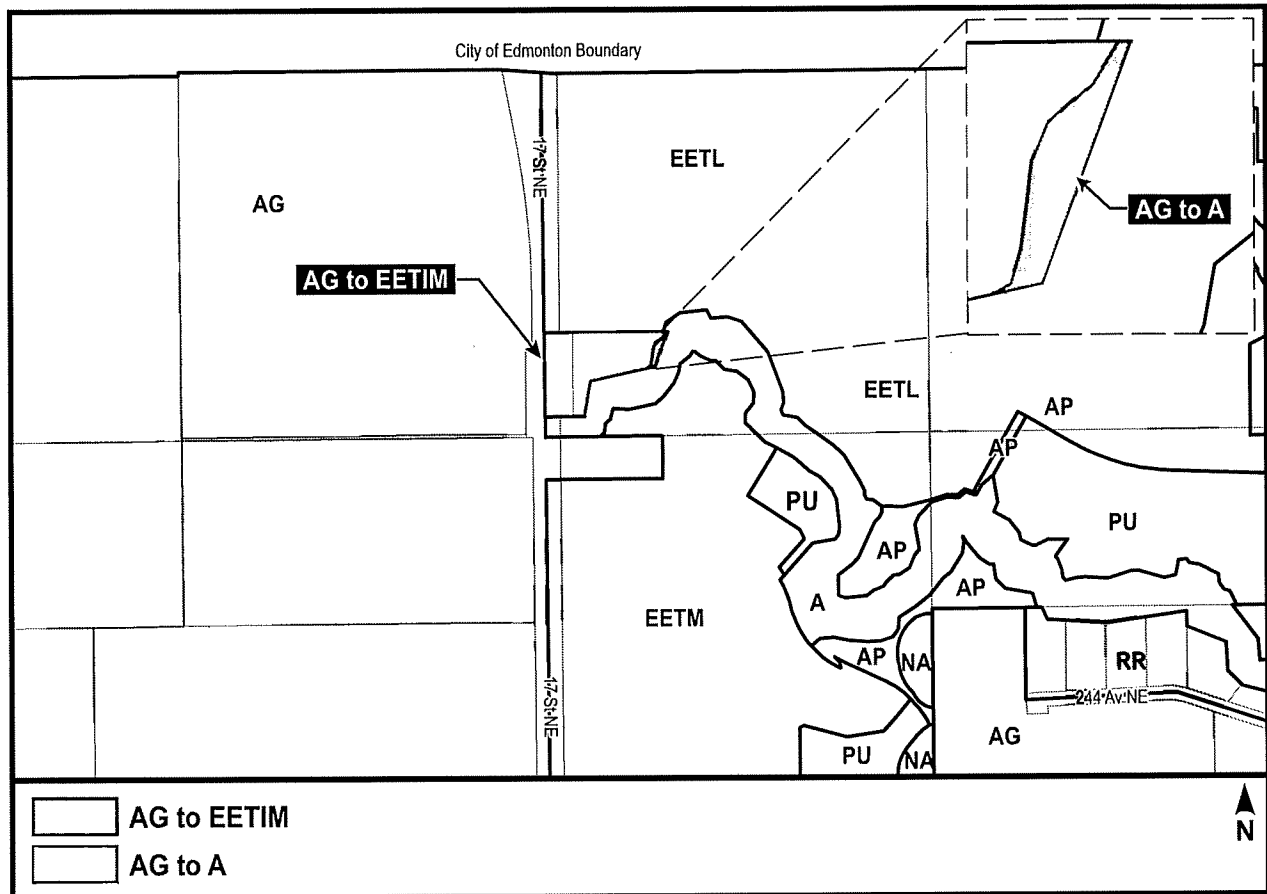 City of Edmonton Boundary
17 St NE
EETL
AG
AG to A
AG to EETIM
EETL
AP
AP
PU
PU
AP
A
AP
EETM
AP
NA
RR
244 Av NE
17 St NE
AG
PU
NA
AG to EETIM
AG to A
N